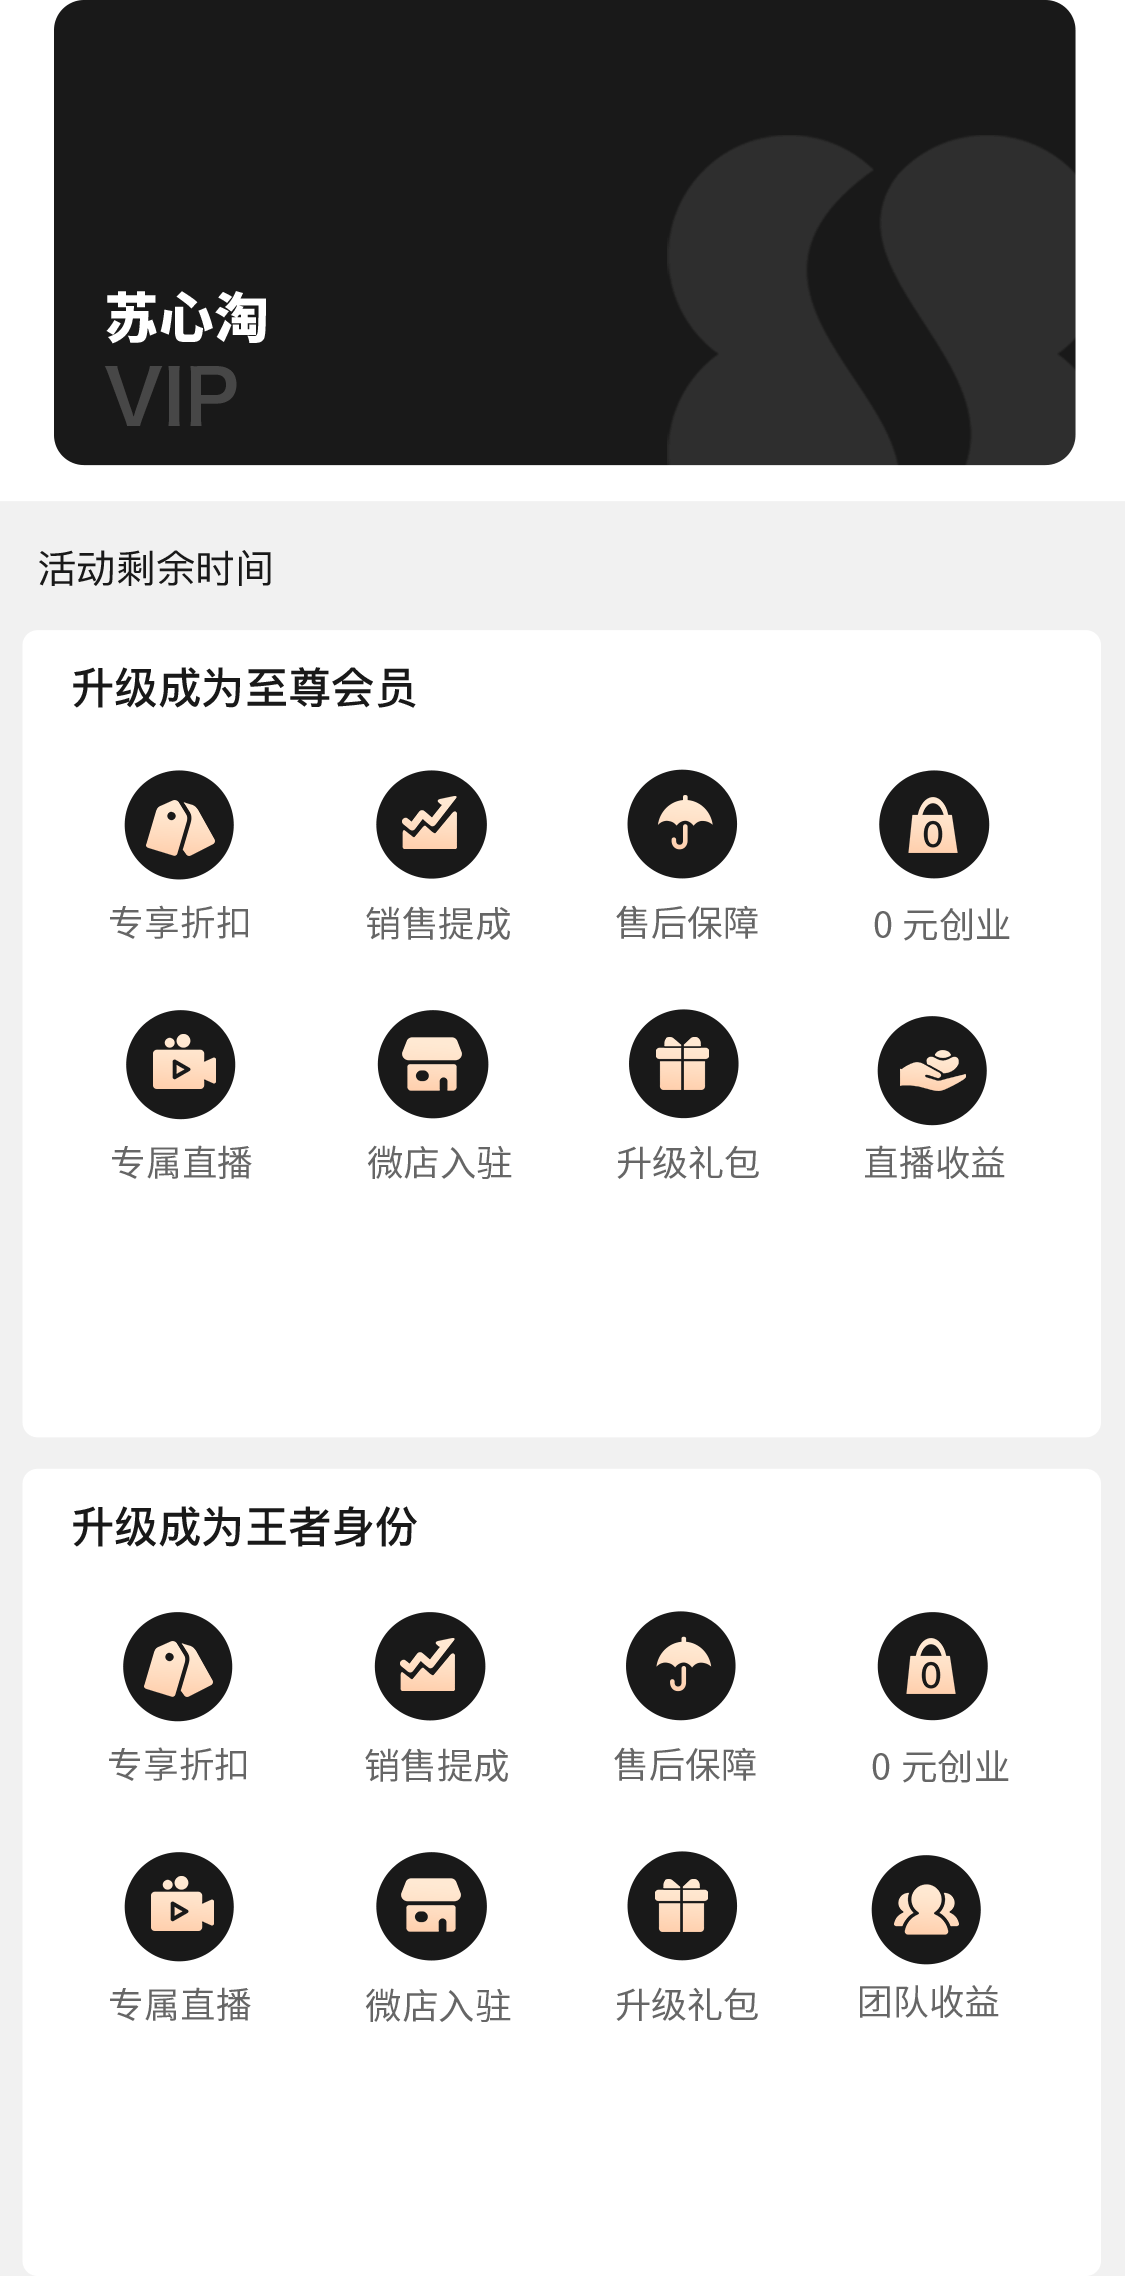 苏心淘
VIP
活动剩余时间
升级成为至尊会员
专享折扣 销售提成 售后保障 0 元创业
专属直播 微店入驻 升级礼包 直播收益
升级成为王者身份
专享折扣 销售提成 售后保障 0 元创业
专属直播 微店入驻 升级礼包 团队收益